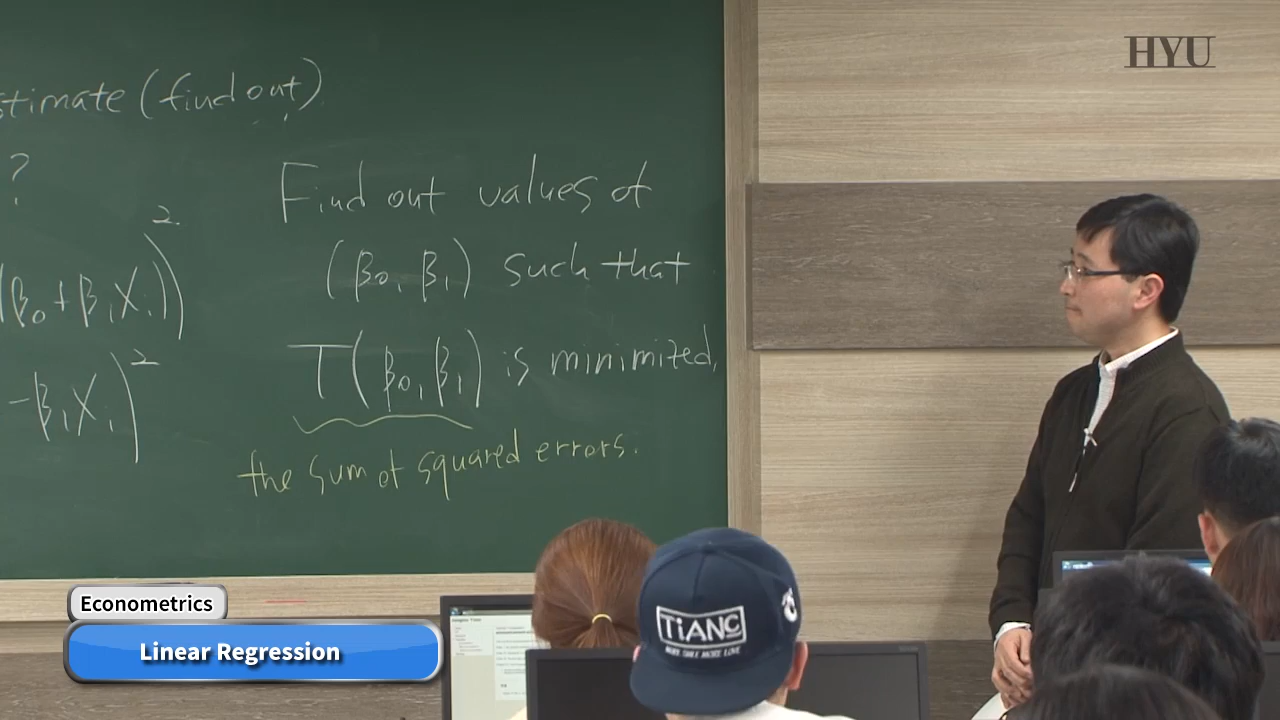 HYU
stimate (find out)
?
Find out values of
(β₀, β₁) such that
T(β₀, β₁) is minimized,
the sum of squared errors.
(β₀ + β₁Xᵢ))²
-β₁Xᵢ)²
Econometrics
Linear Regression
TiANC